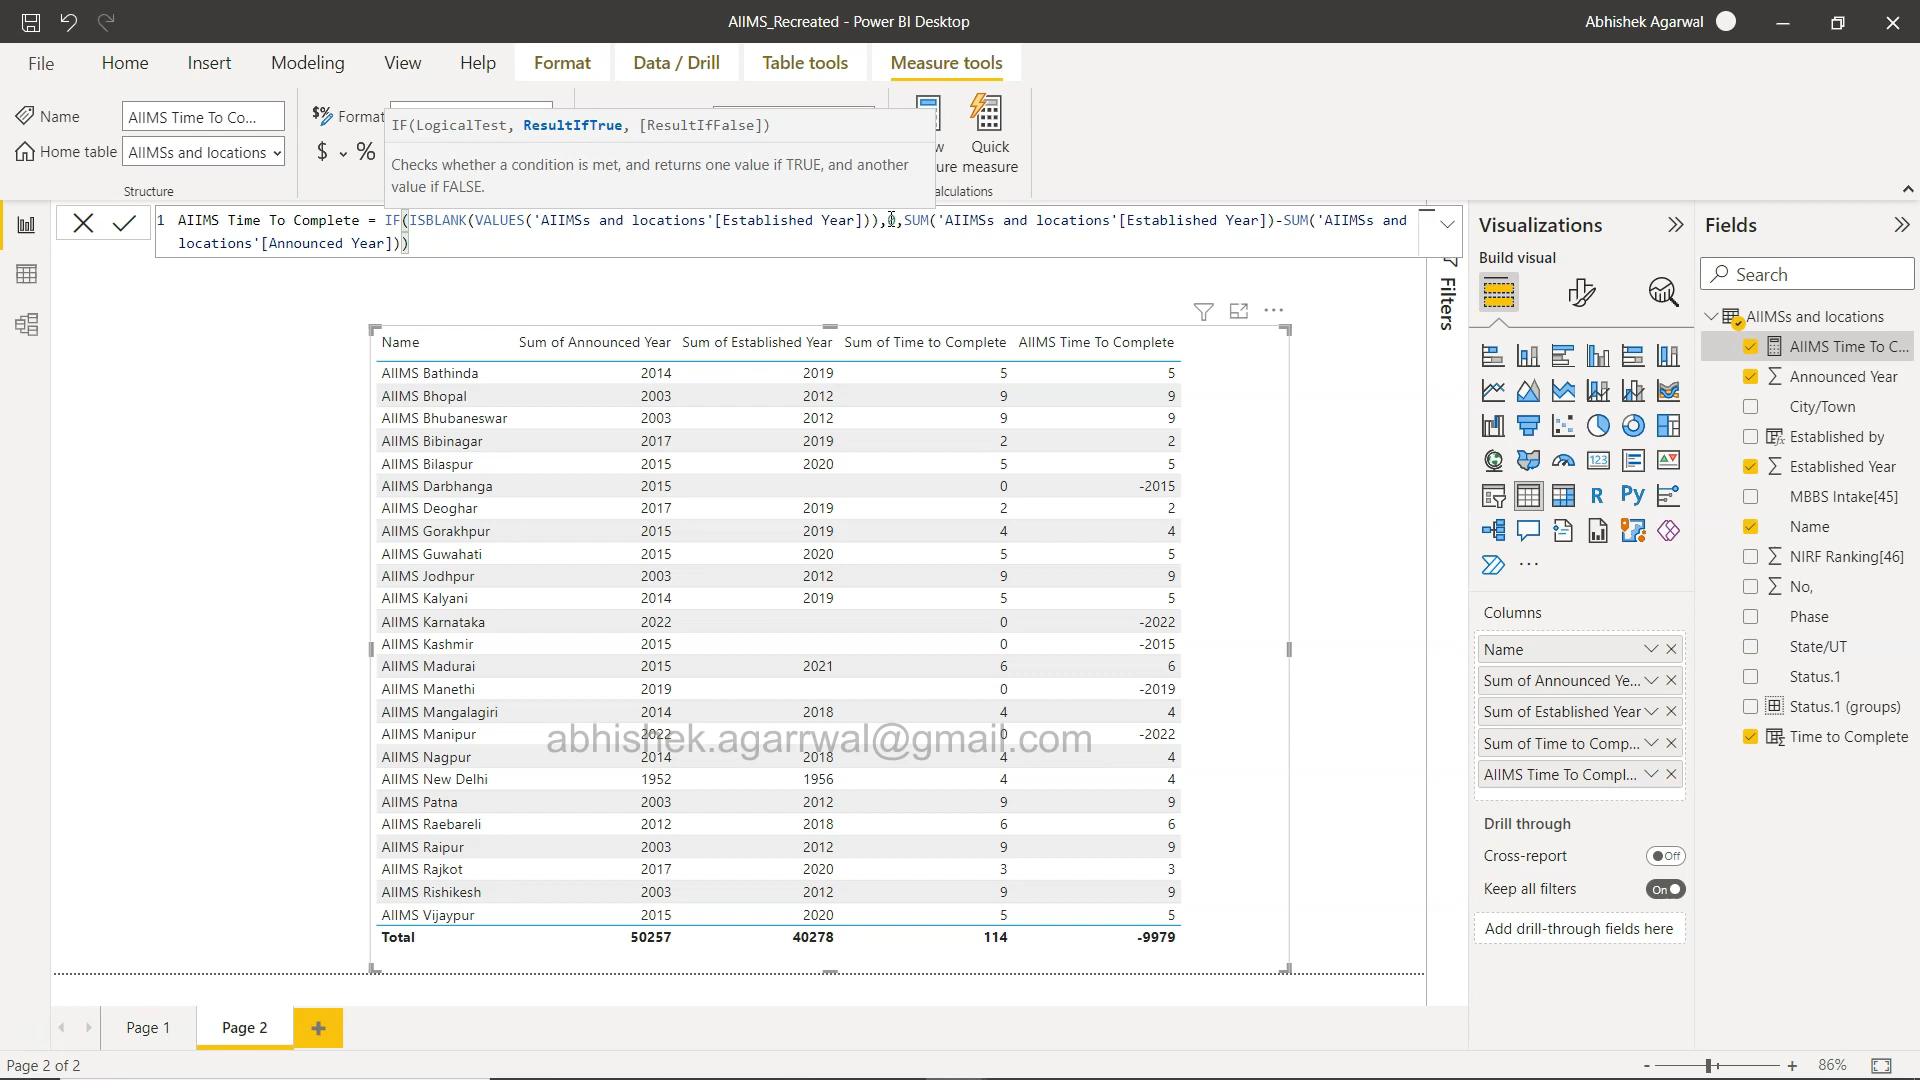 AIIMS_Recreated - Power BI Desktop
Abhishek Agarwal
File Home Insert Modeling View Help Format Data / Drill Table tools Measure tools
Name AIIMS Time To Co...
Home table AIIMSs and locations
Structure
Format
$ %
IF(LogicalTest, ResultIfTrue, [ResultIfFalse])
Checks whether a condition is met, and returns one value if TRUE, and another
value if FALSE.
Quick
measure
1 AIIMS Time To Complete = IF(ISBLANK(VALUES('AIIMSs and locations'[Established Year])),0,SUM('AIIMSs and locations'[Established Year])-SUM('AIIMSs and
locations'[Announced Year]))
Name Sum of Announced Year Sum of Established Year Sum of Time to Complete AIIMS Time To Complete
AIIMS Bathinda 2014 2019 5 5
AIIMS Bhopal 2003 2012 9 9
AIIMS Bhubaneswar 2003 2012 9 9
AIIMS Bibinagar 2017 2019 2 2
AIIMS Bilaspur 2015 2020 5 5
AIIMS Darbhanga 2015 0 -2015
AIIMS Deoghar 2017 2019 2 2
AIIMS Gorakhpur 2015 2019 4 4
AIIMS Guwahati 2015 2020 5 5
AIIMS Jodhpur 2003 2012 9 9
AIIMS Kalyani 2014 2019 5 5
AIIMS Karnataka 2022 0 -2022
AIIMS Kashmir 2015 0 -2015
AIIMS Madurai 2015 2021 6 6
AIIMS Manethi 2019 0 -2019
AIIMS Mangalagiri 2014 2018 4 4
AIIMS Manipur 2022 0 -2022
abhishek.agarrwal@gmail.com
AIIMS Nagpur 2014 2018 4 4
AIIMS New Delhi 1952 1956 4 4
AIIMS Patna 2003 2012 9 9
AIIMS Raebareli 2012 2018 6 6
AIIMS Raipur 2003 2012 9 9
AIIMS Rajkot 2017 2020 3 3
AIIMS Rishikesh 2003 2012 9 9
AIIMS Vijaypur 2015 2020 5 5
Total 50257 40278 114 -9979
Filters
Visualizations
Build visual
123
R Py
Columns
Name
Sum of Announced Ye...
Sum of Established Year
Sum of Time to Comp...
AIIMS Time To Compl...
Drill through
Cross-report Off
Keep all filters On
Add drill-through fields here
Fields
Search
AIIMSs and locations
AIIMS Time To C...
Announced Year
City/Town
Established by
Established Year
MBBS Intake[45]
Name
NIRF Ranking[46]
No,
Phase
State/UT
Status.1
Status.1 (groups)
Time to Complete
Page 1 Page 2 +
Page 2 of 2
- + 86%